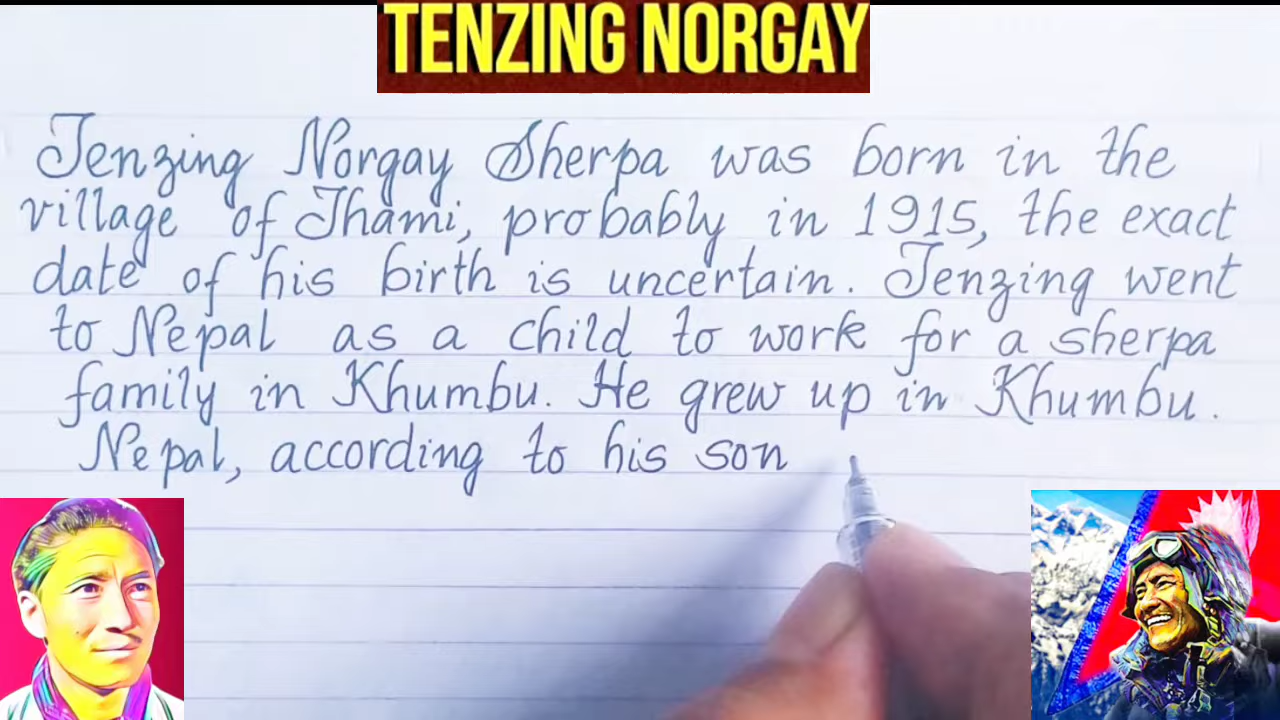 TENZING NORGAY
Tenzing Norgay Sherpa was born in the
village of Thami, probably in 1915, the exact
date of his birth is uncertain. Tenzing went
to Nepal as a child to work for a sherpa
family in Khumbu. He grew up in Khumbu.
Nepal, according to his son